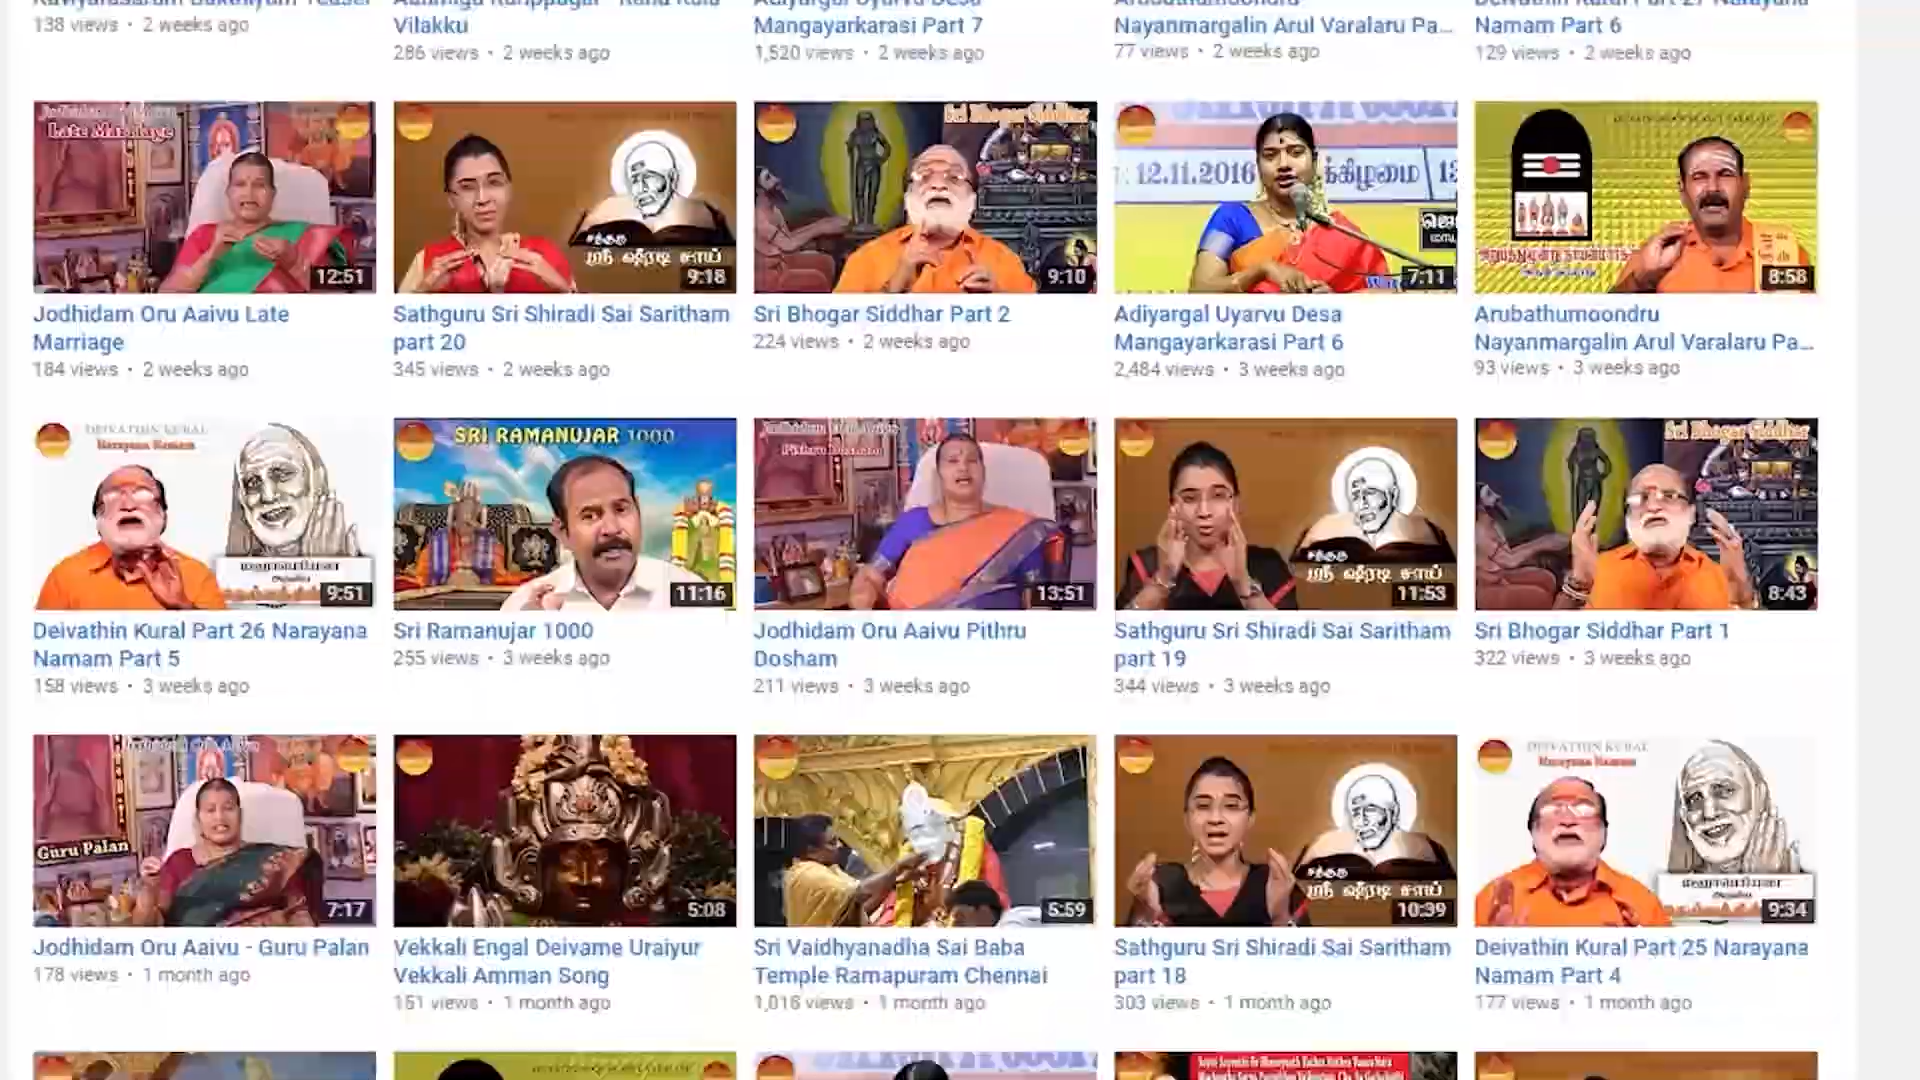 138 views • 2 weeks ago
Vilakku
286 views • 2 weeks ago
Mangayarkarasi Part 7
1,520 views • 2 weeks ago
Nayanmargalin Arul Varalaru Pa...
77 views • 2 weeks ago
Namam Part 6
129 views • 2 weeks ago
Late Marriage
12:51
சத்குரு
ஸ்ரீ ஷீரடி சாய்
9:18
Sri Bhogar Siddhar
9:10
12.11.2016
7:11
8:58
Jodhidam Oru Aaivu Late
Marriage
184 views • 2 weeks ago
Sathguru Sri Shiradi Sai Saritham
part 20
345 views • 2 weeks ago
Sri Bhogar Siddhar Part 2
224 views • 2 weeks ago
Adiyargal Uyarvu Desa
Mangayarkarasi Part 6
2,484 views • 3 weeks ago
Arubathumoondru
Nayanmargalin Arul Varalaru Pa...
93 views • 3 weeks ago
DEIVATHIN KURAL
Narayana Namam
9:51
SRI RAMANUJAR 1000
11:16
13:51
சத்குரு
ஸ்ரீ ஷீரடி சாய்
11:53
Sri Bhogar Siddhar
8:43
Deivathin Kural Part 26 Narayana
Namam Part 5
158 views • 3 weeks ago
Sri Ramanujar 1000
255 views • 3 weeks ago
Jodhidam Oru Aaivu Pithru
Dosham
211 views • 3 weeks ago
Sathguru Sri Shiradi Sai Saritham
part 19
344 views • 3 weeks ago
Sri Bhogar Siddhar Part 1
322 views • 3 weeks ago
Guru Palan
7:17
5:08
5:59
சத்குரு
ஸ்ரீ ஷீரடி சாய்
10:39
DEIVATHIN KURAL
Narayana Namam
9:34
Jodhidam Oru Aaivu - Guru Palan
178 views • 1 month ago
Vekkali Engal Deivame Uraiyur
Vekkali Amman Song
151 views • 1 month ago
Sri Vaidhyanadha Sai Baba
Temple Ramapuram Chennai
1,016 views • 1 month ago
Sathguru Sri Shiradi Sai Saritham
part 18
303 views • 1 month ago
Deivathin Kural Part 25 Narayana
Namam Part 4
177 views • 1 month ago